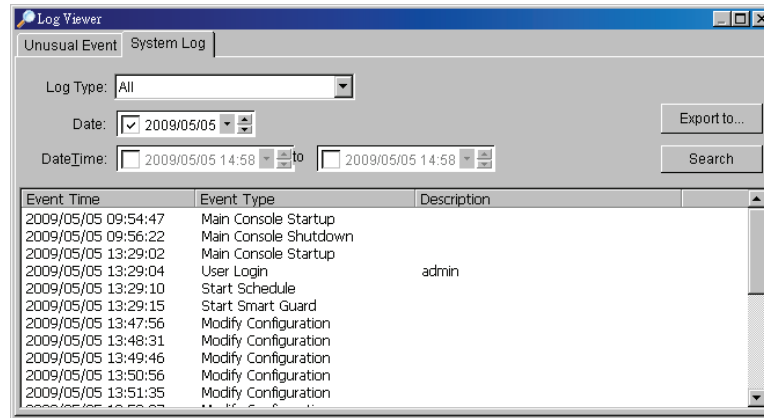 Log Viewer
Unusual Event System Log
Log Type: All
Date: 2009/05/05
Export to...
DateTime: 2009/05/05 14:58 to 2009/05/05 14:58
Search
Event Time Event Type Description
2009/05/05 09:54:47 Main Console Startup
2009/05/05 09:56:22 Main Console Shutdown
2009/05/05 13:29:02 Main Console Startup
2009/05/05 13:29:04 User Login admin
2009/05/05 13:29:10 Start Schedule
2009/05/05 13:29:15 Start Smart Guard
2009/05/05 13:47:56 Modify Configuration
2009/05/05 13:48:31 Modify Configuration
2009/05/05 13:49:46 Modify Configuration
2009/05/05 13:50:56 Modify Configuration
2009/05/05 13:51:35 Modify Configuration